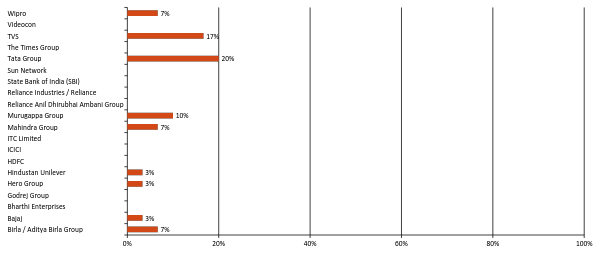 Wipro 7%
Videocon
TVS 17%
The Times Group
Tata Group 20%
Sun Network
State Bank of India (SBI)
Reliance Industries / Reliance
Reliance Anil Dhirubhai Ambani Group
Murugappa Group 10%
Mahindra Group 7%
ITC Limited
ICICI
HDFC
Hindustan Unilever 3%
Hero Group 3%
Godrej Group
Bharthi Enterprises
Bajaj 3%
Birla / Aditya Birla Group 7%
0% 20% 40% 60% 80% 100%